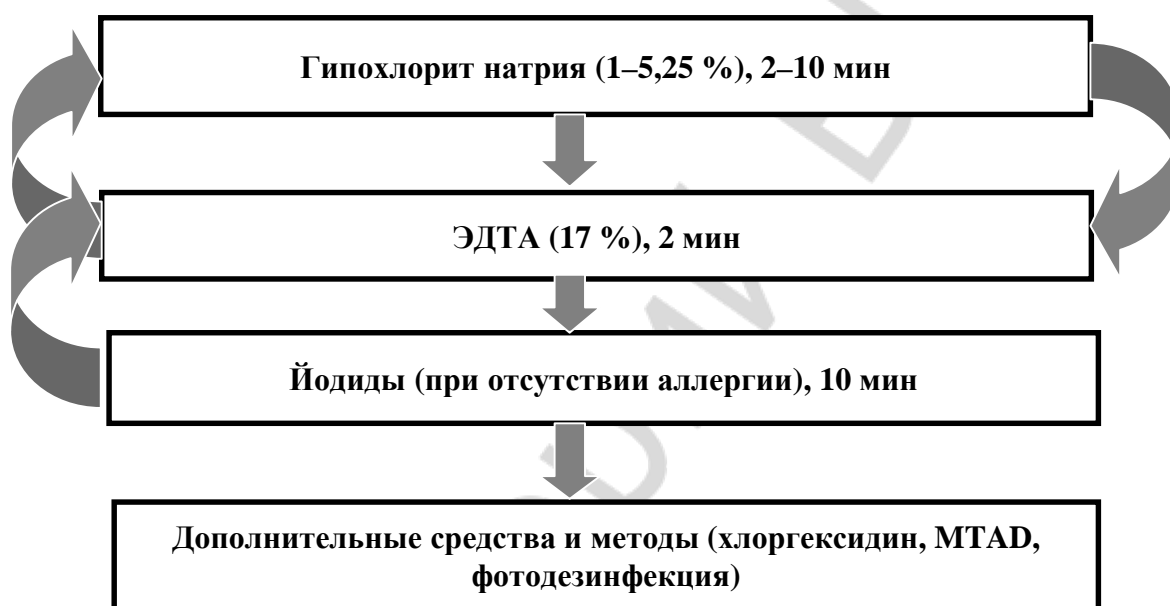 Гипохлорит натрия (1–5,25 %), 2–10 мин
ЭДТА (17 %), 2 мин
Йодиды (при отсутствии аллергии), 10 мин
Дополнительные средства и методы (хлоргексидин, MTAD,
фотодезинфекция)